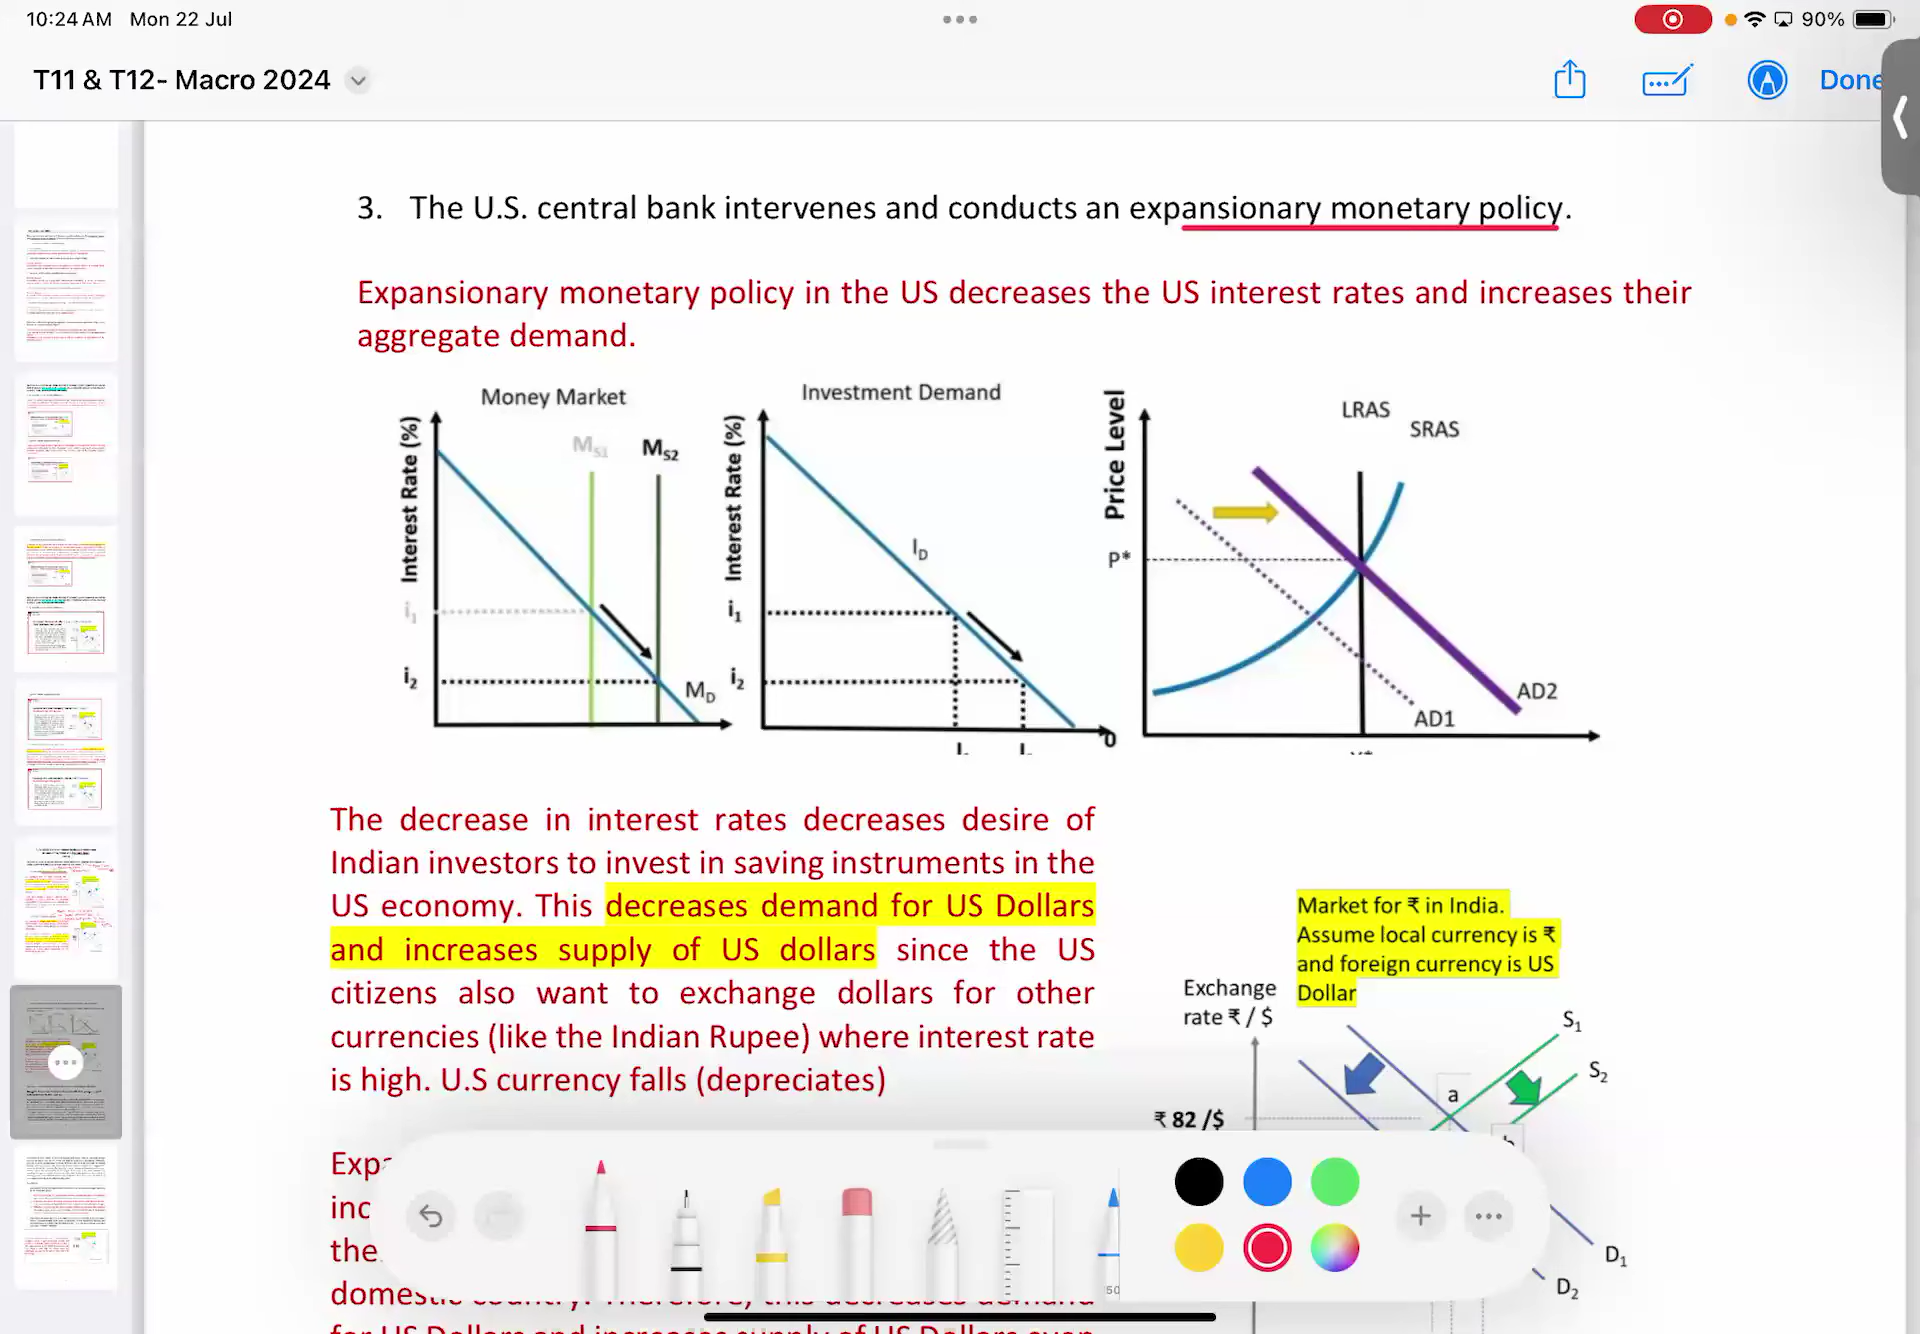 10:24 AM Mon 22 Jul
90%
T11 & T12- Macro 2024
Done
3. The U.S. central bank intervenes and conducts an expansionary monetary policy.
Expansionary monetary policy in the US decreases the US interest rates and increases their
aggregate demand.
Money Market
Interest Rate (%)
MS1
MS2
i1
i2
MD
Investment Demand
Interest Rate (%)
ID
i1
i2
0
Price Level
LRAS
SRAS
P*
AD2
AD1
The decrease in interest rates decreases desire of
Indian investors to invest in saving instruments in the
US economy. This decreases demand for US Dollars
and increases supply of US dollars since the US
citizens also want to exchange dollars for other
currencies (like the Indian Rupee) where interest rate
is high. U.S currency falls (depreciates)
Market for ₹ in India.
Assume local currency is ₹
and foreign currency is US
Dollar
Exchange
rate ₹ / $
S1
S2
a
₹ 82 /$
D1
D2
inc
the
50